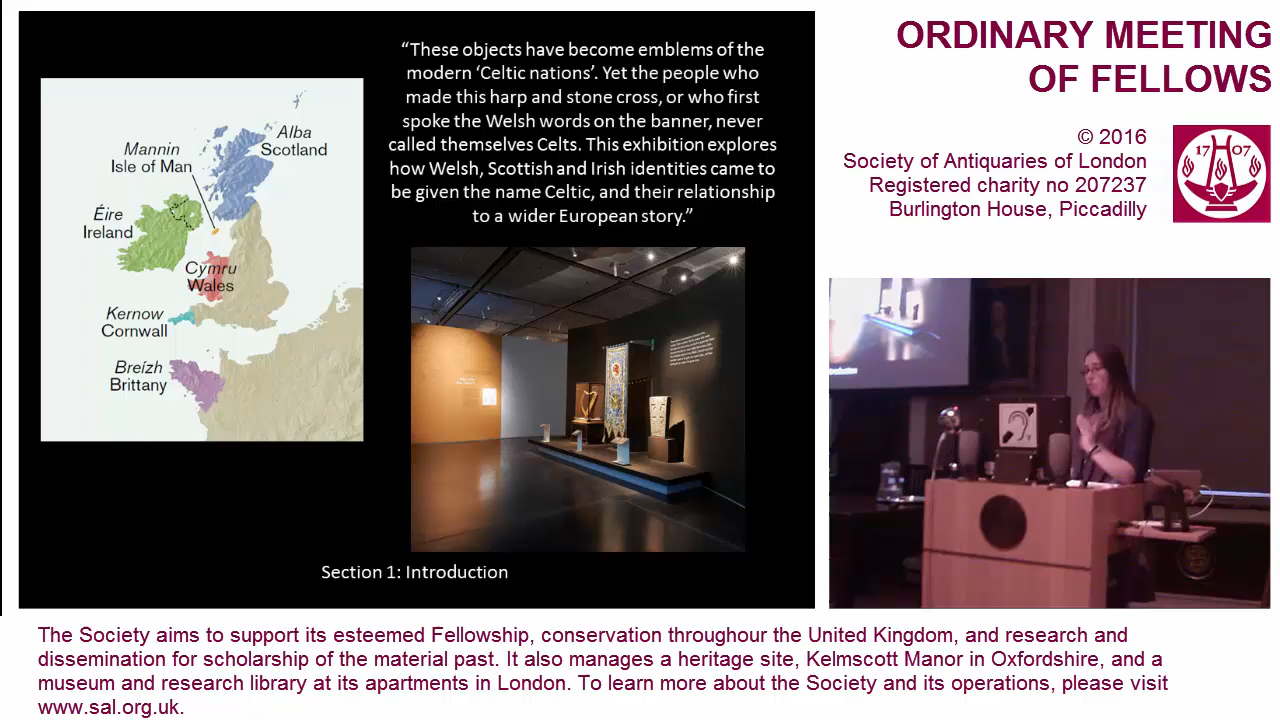 “These objects have become emblems of the
modern ‘Celtic nations’. Yet the people who
made this harp and stone cross, or who first
spoke the Welsh words on the banner, never
called themselves Celts. This exhibition explores
how Welsh, Scottish and Irish identities came to
be given the name Celtic, and their relationship
to a wider European story.”
Alba
Scotland
Mannin
Isle of Man
Éire
Ireland
Cymru
Wales
Kernow
Cornwall
Breízh
Brittany
Section 1: Introduction
ORDINARY MEETING
OF FELLOWS
© 2016
Society of Antiquaries of London
Registered charity no 207237
Burlington House, Piccadilly
17 07
The Society aims to support its esteemed Fellowship, conservation throughour the United Kingdom, and research and
dissemination for scholarship of the material past. It also manages a heritage site, Kelmscott Manor in Oxfordshire, and a
museum and research library at its apartments in London. To learn more about the Society and its operations, please visit
www.sal.org.uk.